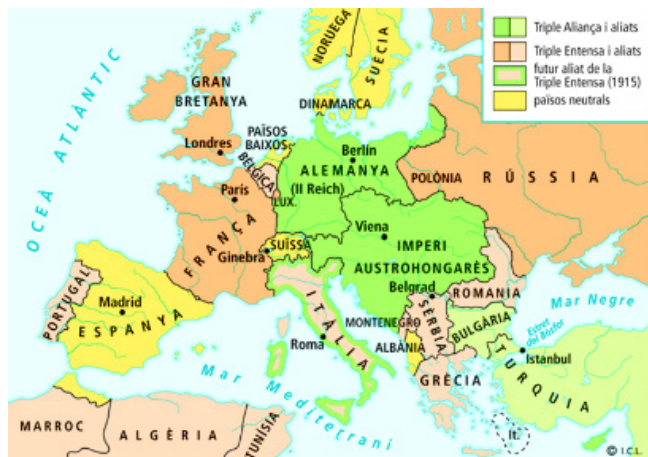 Triple Aliança i aliats
Triple Entensa i aliats
futur aliat de la
Triple Entensa (1915)
països neutrals
OCEÀ ATLÀNTIC
NORUEGA
SUÈCIA
GRAN
BRETANYA
DINAMARCA
Londres
PAÏSOS
BAIXOS
BÈLGICA
Berlín
ALEMÀNYA
(II Reich)
LUX.
POLÒNIA
RÚSSIA
París
FRANÇA
Viena
SUÏSSA
Ginebra
IMPERI
AUSTROHONGARÈS
Belgrad
PORTUGAL
Madrid
ESPANYA
ITÀLIA
Roma
MONTENEGRO
SÈRBIA
ROMANIA
BULGÀRIA
ALBÀNIA
GRÈCIA
Mar Negre
Estret
del Bòsfor
Istanbul
TURQUIA
Mar Mediterrani
MARROC
ALGÈRIA
TUNÍSIA
It.
© I.C.L.